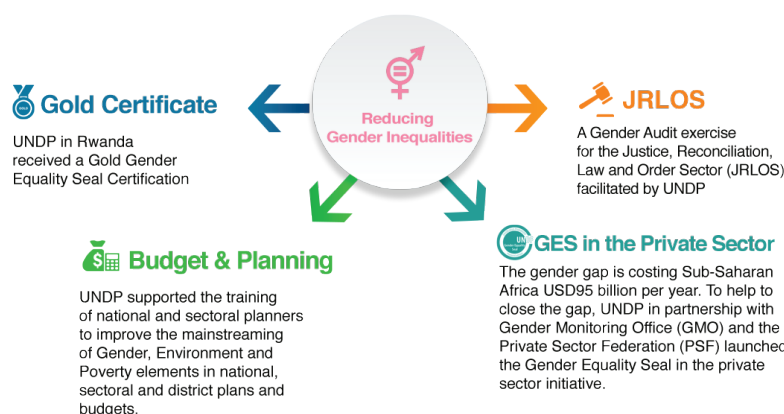 Reducing
Gender Inequalities
Gold Certificate
UNDP in Rwanda
received a Gold Gender
Equality Seal Certification
JRLOS
A Gender Audit exercise
for the Justice, Reconciliation,
Law and Order Sector (JRLOS)
facilitated by UNDP
Budget & Planning
UNDP supported the training
of national and sectoral planners
to improve the mainstreaming
of Gender, Environment and
Poverty elements in national,
sectoral and district plans and
budgets.
GES in the Private Sector
The gender gap is costing Sub-Saharan
Africa USD95 billion per year. To help to
close the gap, UNDP in partnership with
Gender Monitoring Office (GMO) and the
Private Sector Federation (PSF) launched
the Gender Equality Seal in the private
sector initiative.